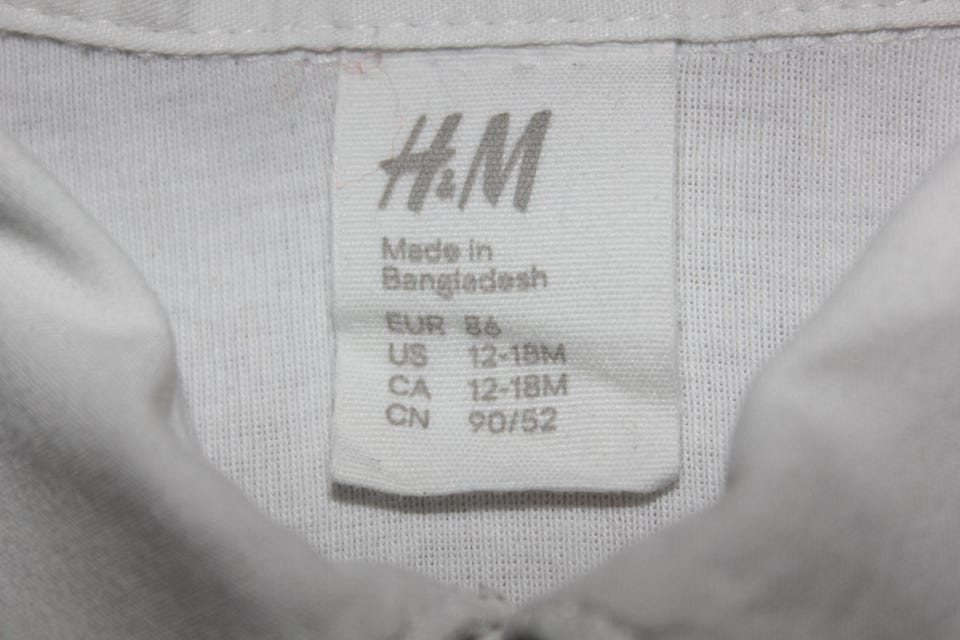 H&M
Made in
Bangladesh
EUR 86
US 12-18M
CA 12-18M
CN 90/52